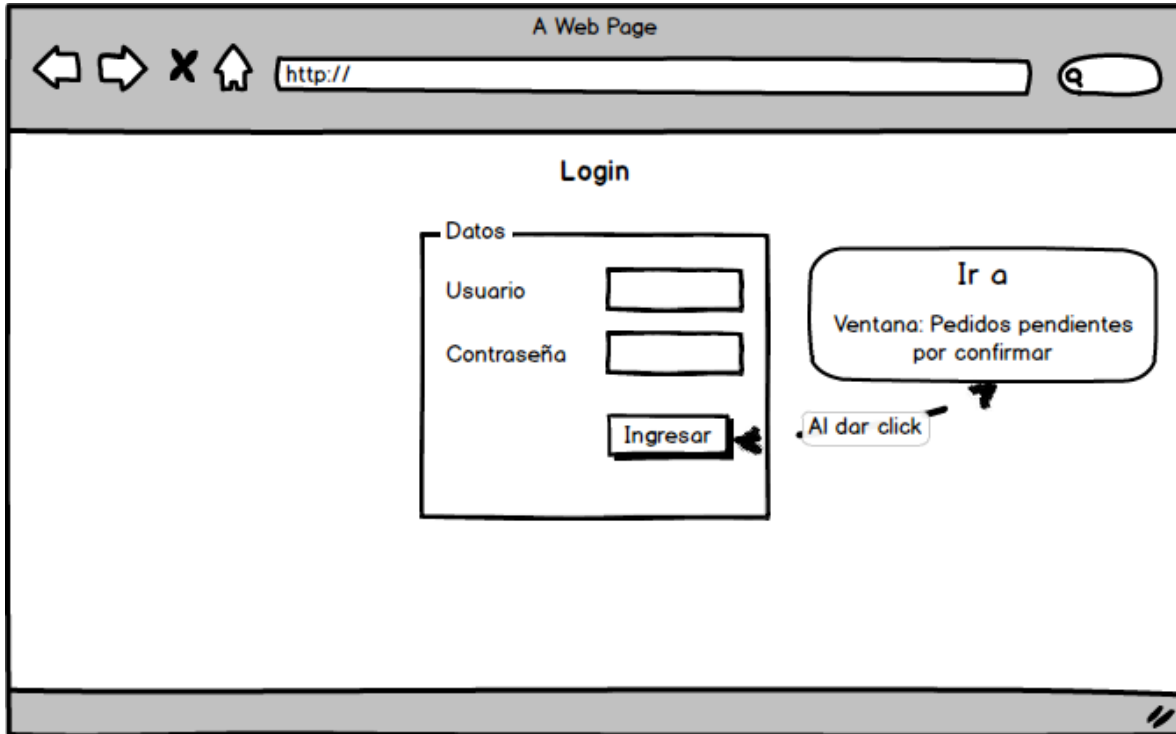 A Web Page
http://
Login
Datos
Usuario
Contraseña
Ingresar
Ir a
Ventana: Pedidos pendientes
por confirmar
Al dar click